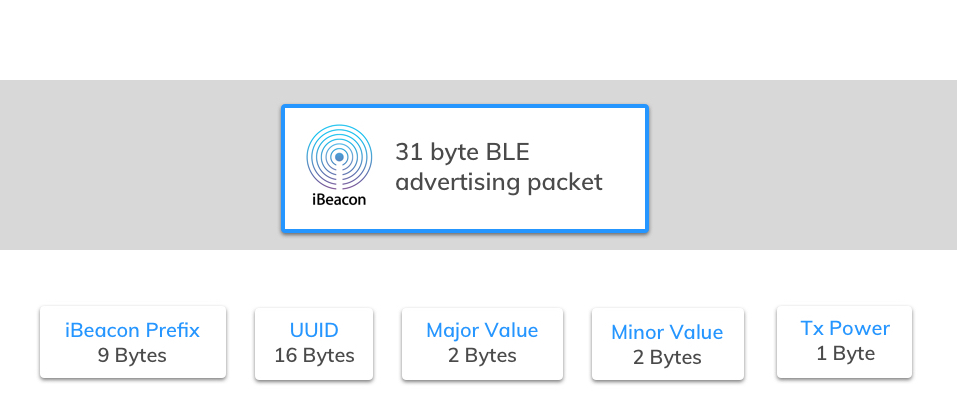 31 byte BLE
advertising packet
iBeacon
iBeacon Prefix
9 Bytes
UUID
16 Bytes
Major Value
2 Bytes
Minor Value
2 Bytes
Tx Power
1 Byte